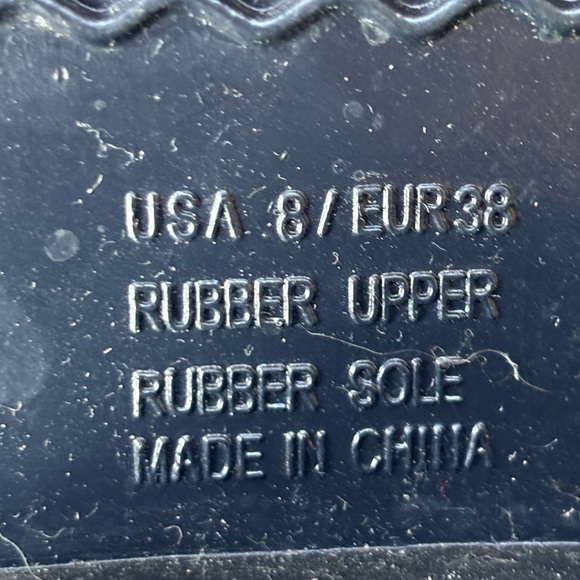 USA 8/EUR38
RUBBER UPPER
RUBBER SOLE
MADE IN CHINA